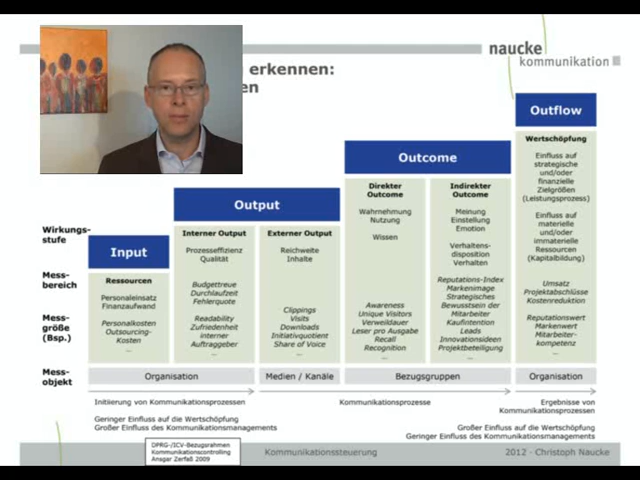 naucke
kommunikation
erkennen:
en
Outflow
Wertschöpfung
Einfluss auf
strategische
und/oder
finanzielle
Zielgrößen
(Leistungsprozess)
Einfluss auf
materielle
und/oder
immaterielle
Ressourcen
(Kapitalbildung)
Umsatz
Projektabschlüsse
Kostenreduktion
Reputationswert
Markenwert
Mitarbeiter-
kompetenz
...
Outcome
Direkter
Outcome
Wahrnehmung
Nutzung
Wissen
Awareness
Unique Visitors
Verweildauer
Leser pro Ausgabe
Recall
Recognition
...
Indirekter
Outcome
Meinung
Einstellung
Emotion
Verhaltens-
disposition
Verhalten
Reputations-Index
Markenimage
Strategisches
Bewusstsein der
Mitarbeiter
Kaufintention
Leads
Innovationsideen
Projektbeteiligung
...
Output
Interner Output
Prozesseffizienz
Qualität
Budgettreue
Durchlaufzeit
Fehlerquote
Readability
Zufriedenheit
interner
Auftraggeber
...
Externer Output
Reichweite
Inhalte
Clippings
Visits
Downloads
Initiativquotient
Share of Voice
...
Input
Ressourcen
Personaleinsatz
Finanzaufwand
Personalkosten
Outsourcing-
Kosten
...
Wirkungs-
stufe
Mess-
bereich
Mess-
größe
(Bsp.)
Mess-
objekt
Organisation
Medien / Kanäle
Bezugsgruppen
Organisation
Initiierung von Kommunikationsprozessen
Kommunikationsprozesse
Ergebnisse von
Kommunikationsprozessen
Geringer Einfluss auf die Wertschöpfung
Großer Einfluss des Kommunikationsmanagements
Großer Einfluss auf die Wertschöpfung
Geringer Einfluss des Kommunikationsmanagements
DPRG-/ICV-Bezugsrahmen
Kommunikationscontrolling
Ansgar Zerfaß 2009
Kommunikationssteuerung
2012 - Christoph Naucke